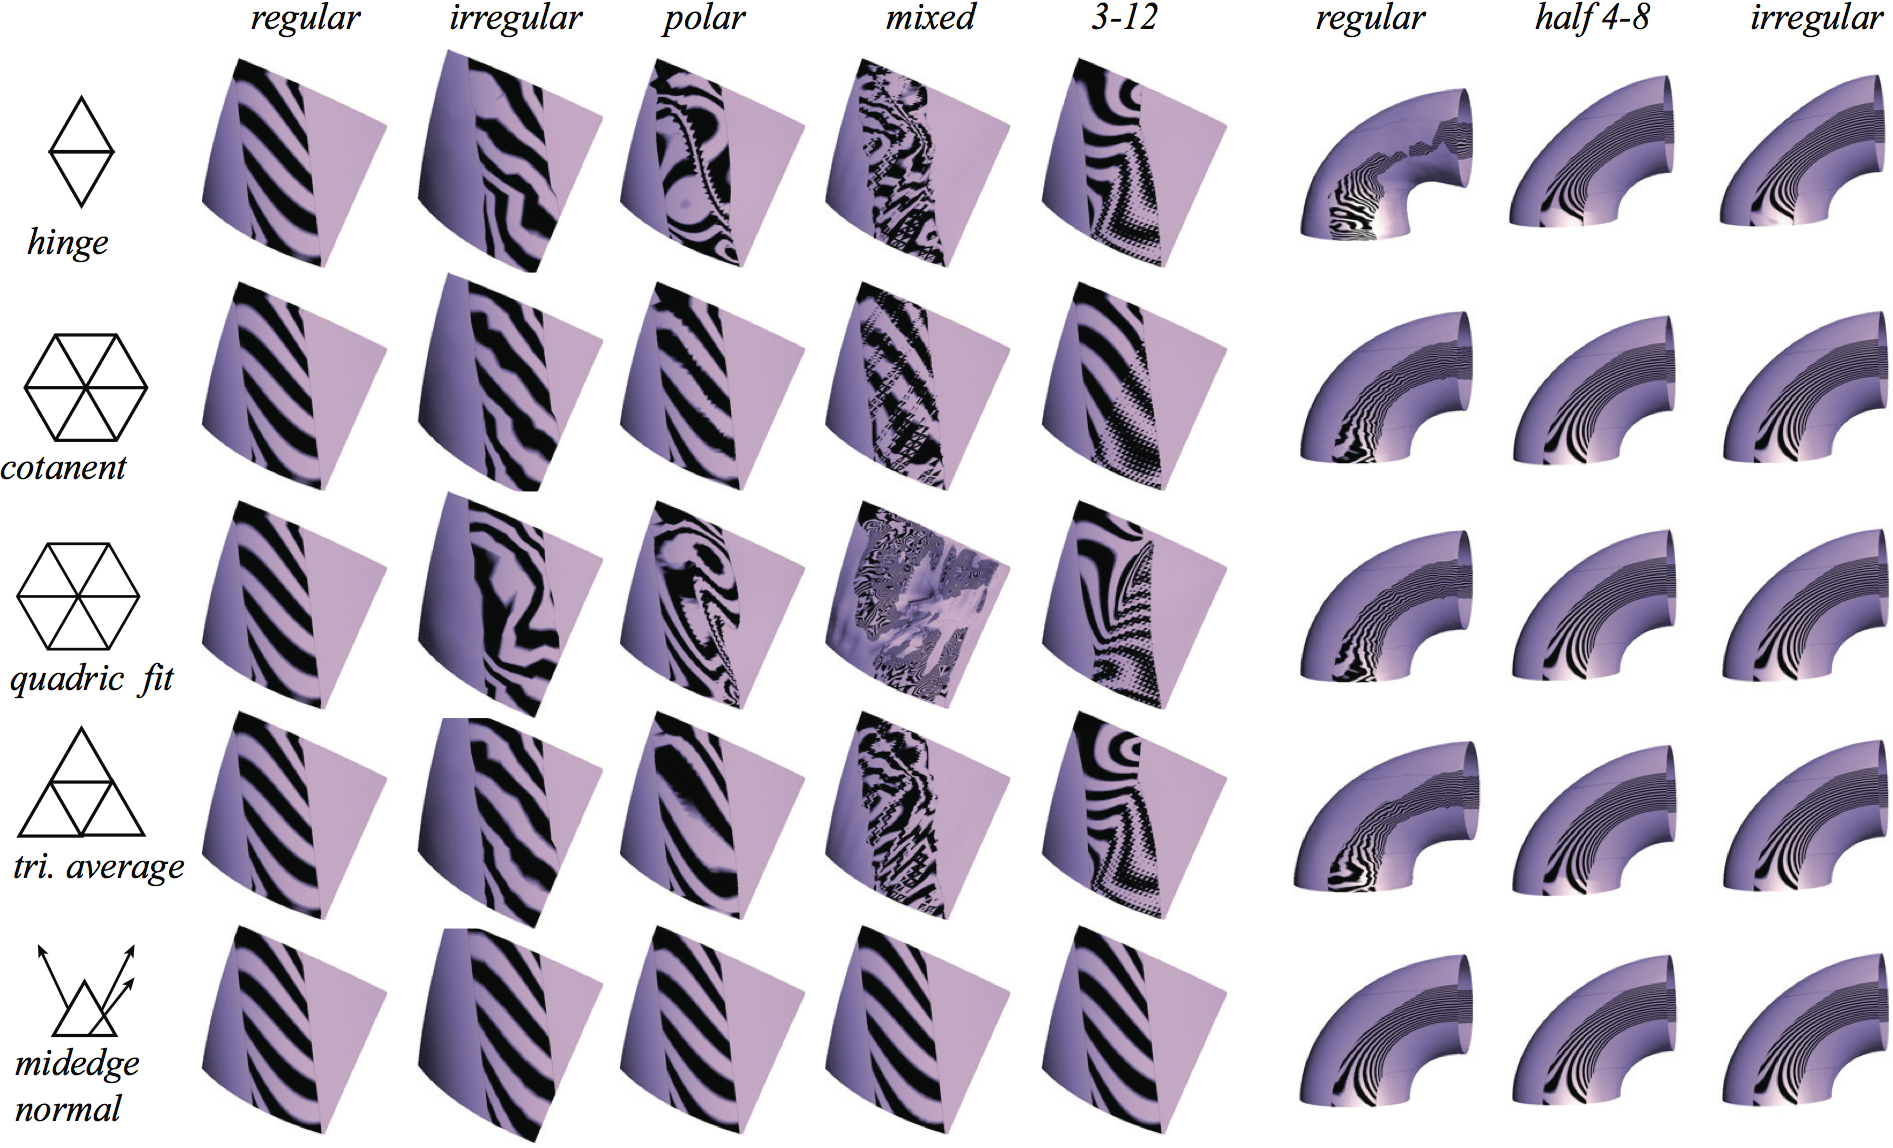 regular irregular polar mixed 3-12 regular half 4-8 irregular
hinge
cotanent
quadric fit
tri. average
midedge
normal